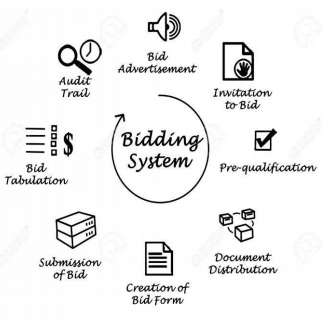 Bid
Advertisement
Invitation
to Bid
Pre-qualification
Document
Distribution
Creation of
Bid Form
Submission
of Bid
Bid
Tabulation
$
Audit
Trail
Bidding
System